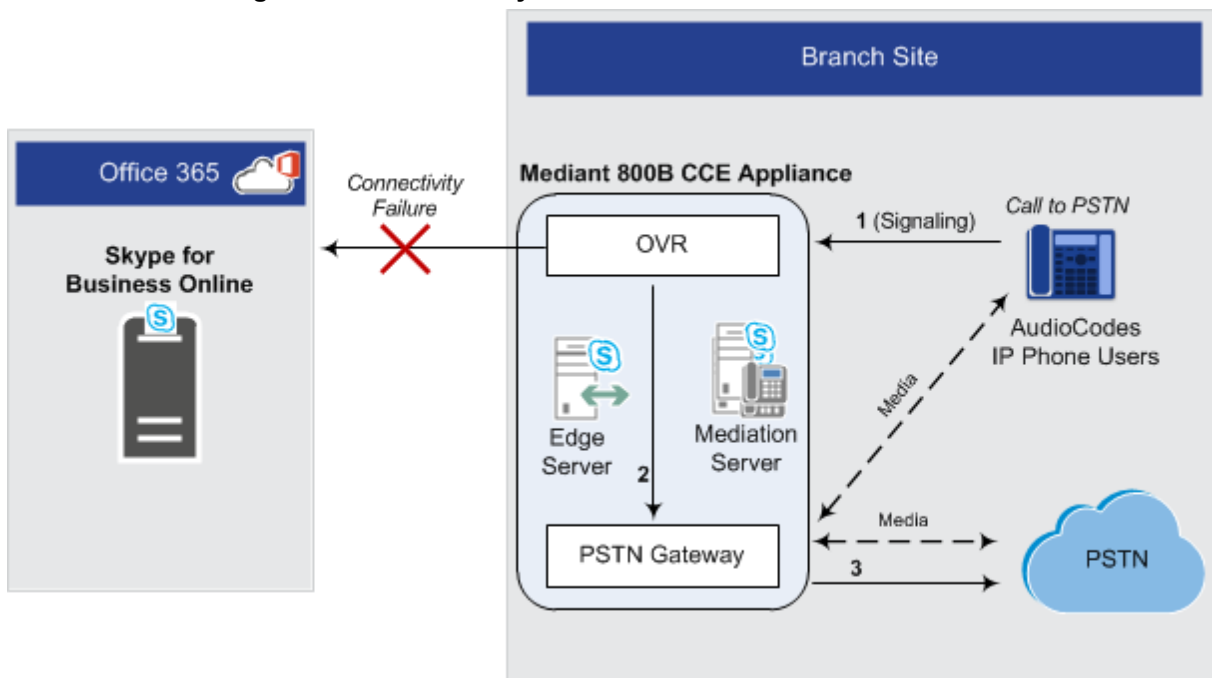 Branch Site
Office 365
Connectivity
Failure
Mediant 800B CCE Appliance
Call to PSTN
1 (Signaling)
OVR
Skype for
Business Online
S
S
S
AudioCodes
IP Phone Users
Media
Edge
Server
Mediation
Server
2
Media
PSTN Gateway
3
PSTN